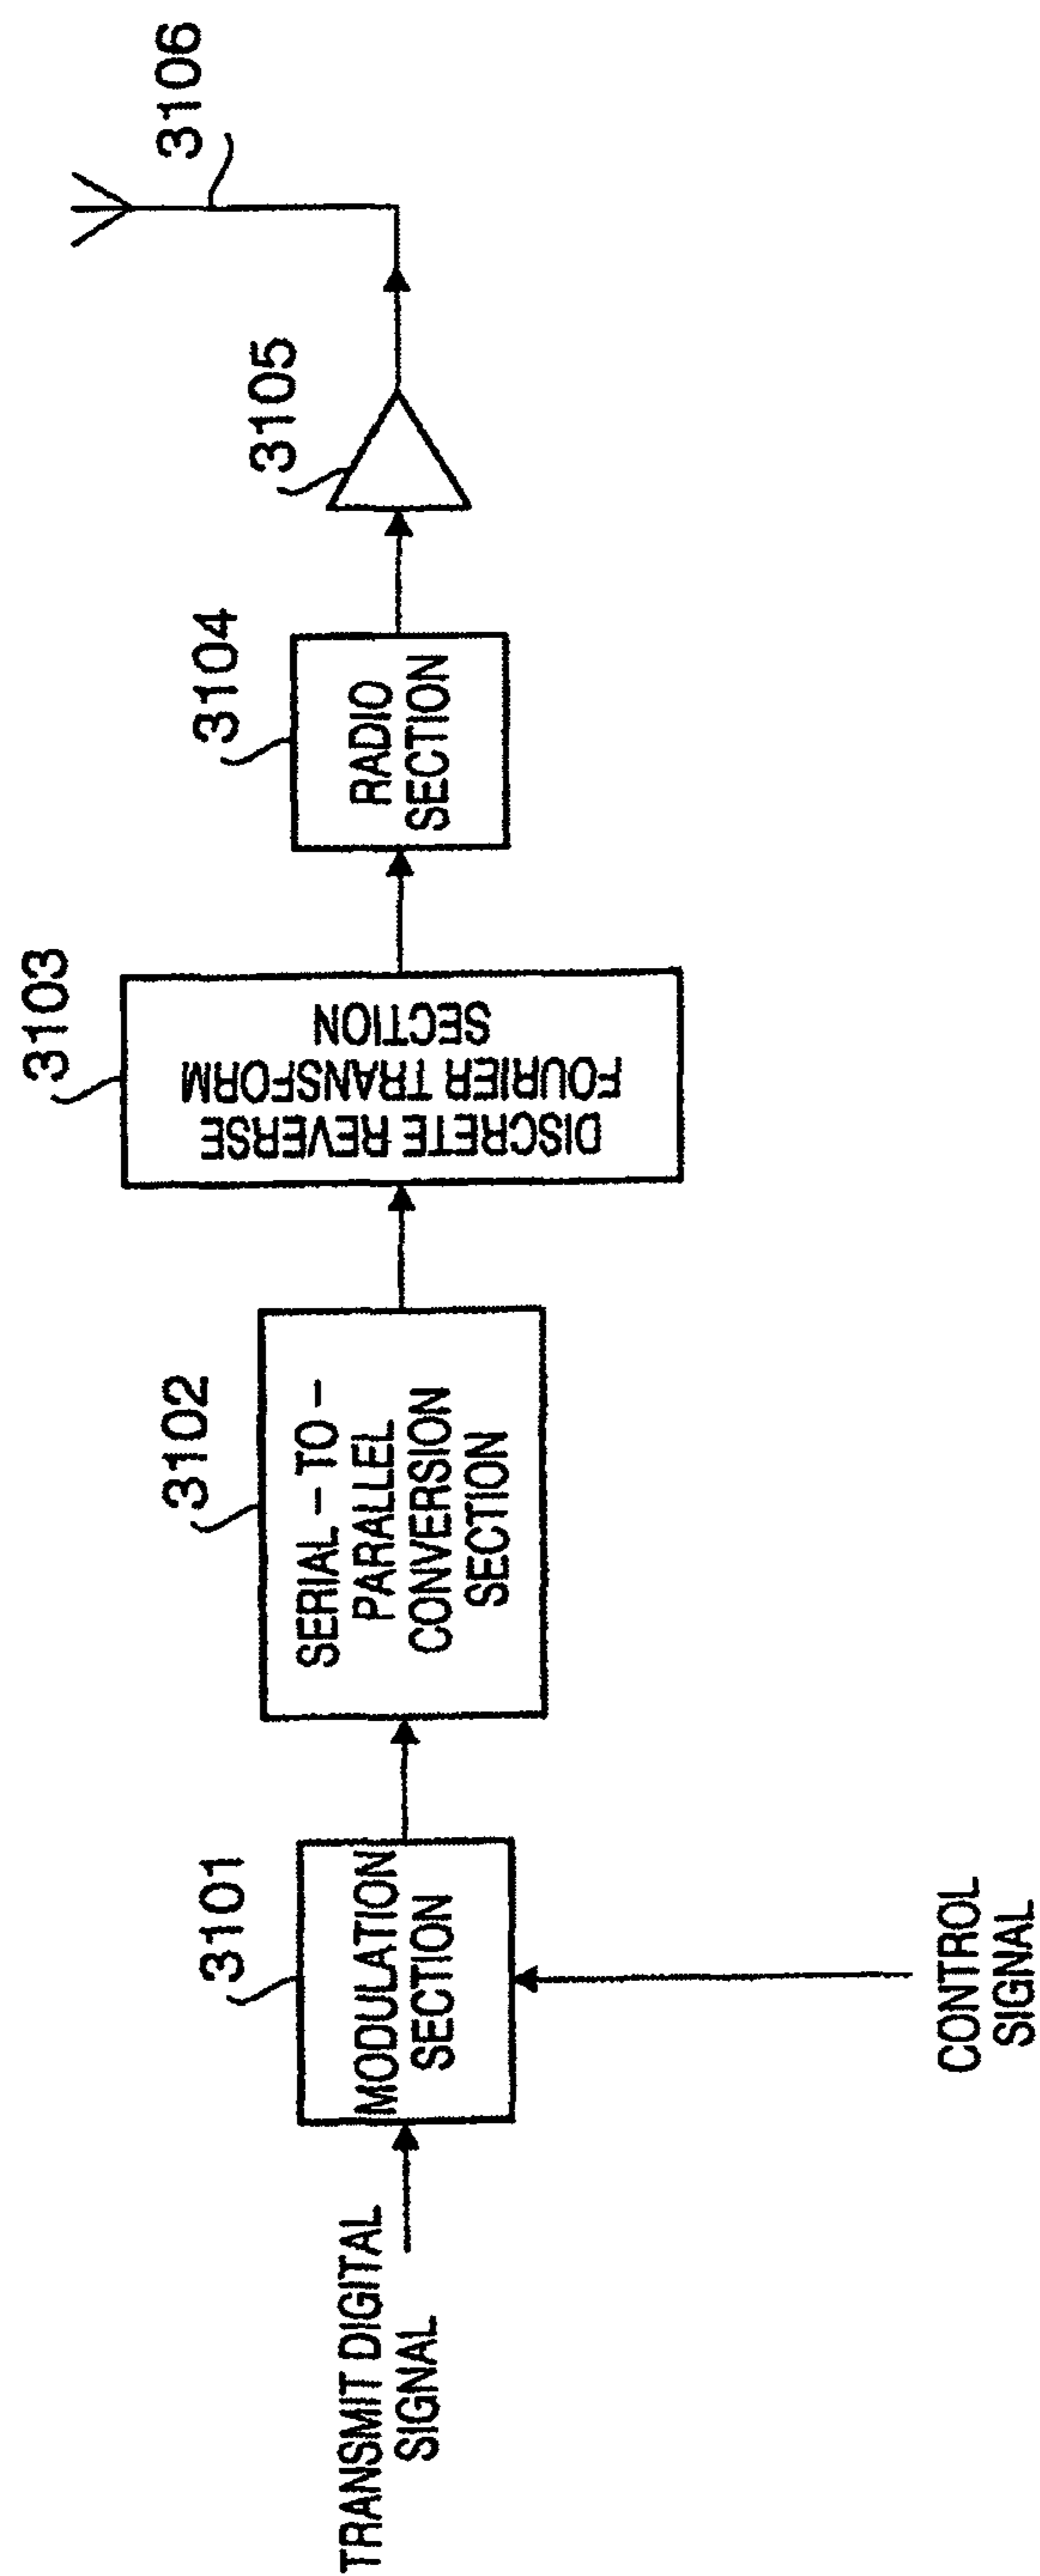 TRANSMIT DIGITAL
SIGNAL
3101
MODULATION
SECTION
CONTROL
SIGNAL
3102
SERIAL – TO –
PARALLEL
CONVERSION
SECTION
3103
DISCRETE REVERSE
FOURIER TRANSFORM
SECTION
3104
RADIO
SECTION
3105
3106